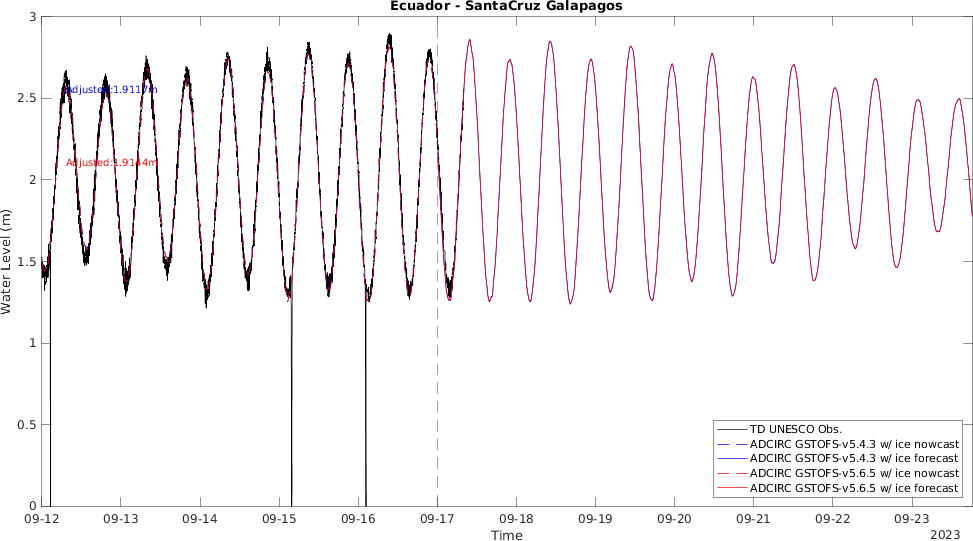 Ecuador - SantaCruz Galapagos
3
2.5
2
1.5
1
0.5
0
Water Level (m)
Adjusted:1.9117m
Adjusted:1.9144m
TD UNESCO Obs.
ADCIRC GSTOFS-v5.4.3 w/ ice nowcast
ADCIRC GSTOFS-v5.4.3 w/ ice forecast
ADCIRC GSTOFS-v5.6.5 w/ ice nowcast
ADCIRC GSTOFS-v5.6.5 w/ ice forecast
09-12 09-13 09-14 09-15 09-16 09-17 09-18 09-19 09-20 09-21 09-22 09-23
Time
2023